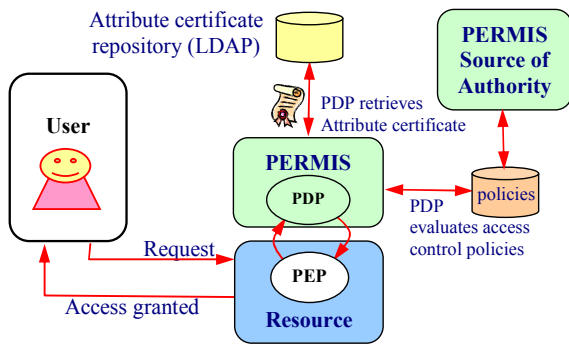 Attribute certificate
repository (LDAP)
PERMIS
Source of
Authority
PDP retrieves
Attribute certificate
User
PERMIS
PDP
policies
PDP
evaluates access
control policies
Request
PEP
Access granted
Resource